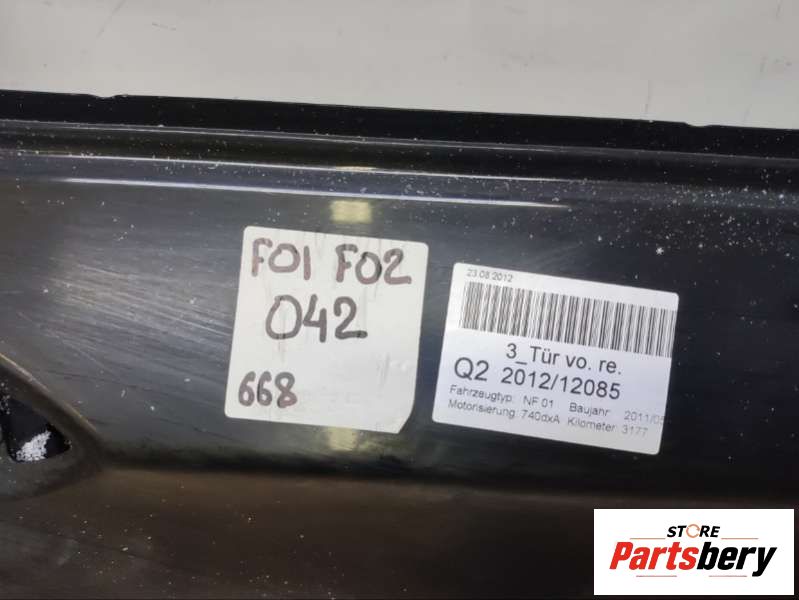 F01 F02
042
668
23.08.2012
3_Tür vo. re.
Q2 2012/12085
Fahrzeugtyp: NF 01 Baujahr: 2011/05
Motorisierung: 740dxA Kilometer: 3177
STORE
Partsbery